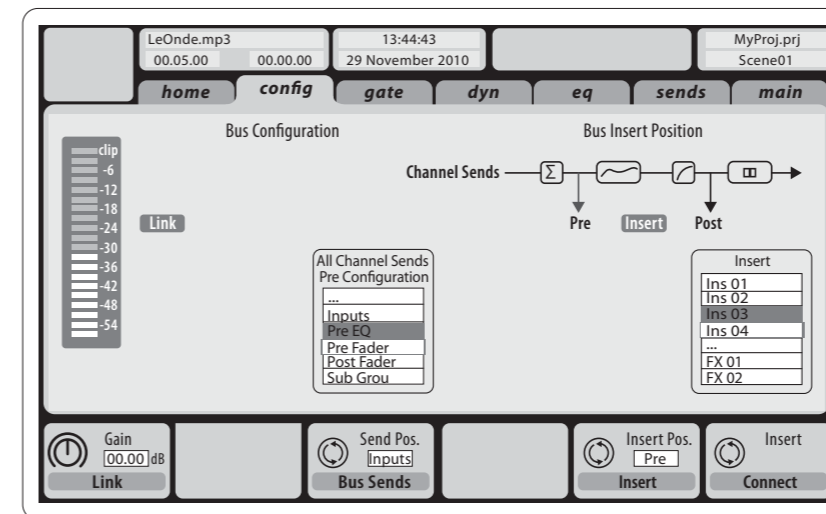 LeOnde.mp3
00.05.00 00.00.00
13:44:43
29 November 2010
MyProj.prj
Scene01
home config gate dyn eq sends main
Bus Configuration
Bus Insert Position
clip
-6
-12
-18
-24
-30
-36
-42
-48
-54
Link
Channel Sends
Σ
Pre Insert Post
All Channel Sends
Pre Configuration
...
Inputs
Pre EQ
Pre Fader
Post Fader
Sub Grou
Insert
Ins 01
Ins 02
Ins 03
Ins 04
...
FX 01
FX 02
Gain
00.00 dB
Link
Send Pos.
Inputs
Bus Sends
Insert Pos.
Pre
Insert
Insert
Connect